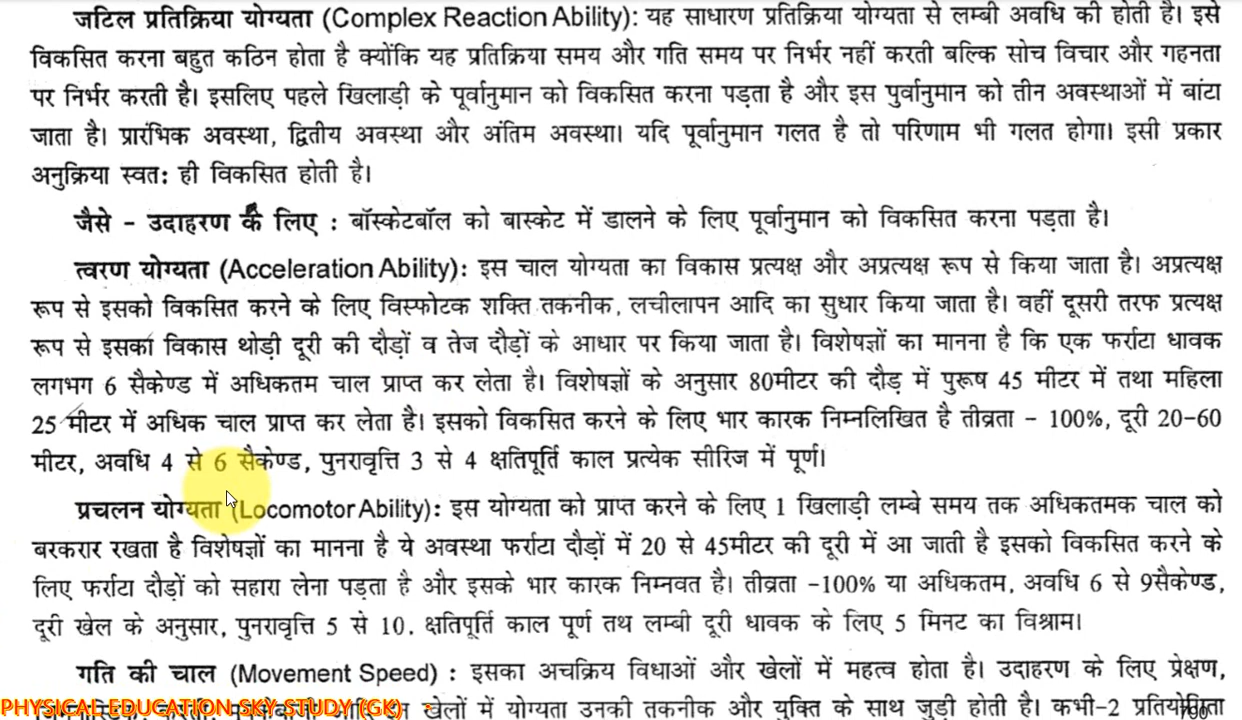 जटिल प्रतिक्रिया योग्यता (Complex Reaction Ability): यह साधारण प्रतिक्रिया योग्यता से लम्बी अवधि की होती है। इसे
विकसित करना बहुत कठिन होता है क्योंकि यह प्रतिक्रिया समय और गति समय पर निर्भर नहीं करती बल्कि सोच विचार और गहनता
पर निर्भर करती है। इसलिए पहले खिलाड़ी के पूर्वानुमान को विकसित करना पड़ता है और इस पुर्वानुमान को तीन अवस्थाओं में बांटा
जाता है। प्रारंभिक अवस्था, द्वितीय अवस्था और अंतिम अवस्था। यदि पूर्वानुमान गलत है तो परिणाम भी गलत होगा। इसी प्रकार
अनुक्रिया स्वतः ही विकसित होती है।
जैसे - उदाहरण के लिए : बॉस्केटबॉल को बास्केट में डालने के लिए पूर्वानुमान को विकसित करना पड़ता है।
त्वरण योग्यता (Acceleration Ability): इस चाल योग्यता का विकास प्रत्यक्ष और अप्रत्यक्ष रूप से किया जाता है। अप्रत्यक्ष
रूप से इसको विकसित करने के लिए विस्फोटक शक्ति तकनीक, लचीलापन आदि का सुधार किया जाता है। वहीं दूसरी तरफ प्रत्यक्ष
रूप से इसका विकास थोड़ी दूरी की दौड़ों व तेज दौड़ों के आधार पर किया जाता है। विशेषज्ञों का मानना है कि एक फर्राटा धावक
लगभग 6 सैकेण्ड में अधिकतम चाल प्राप्त कर लेता है। विशेषज्ञों के अनुसार 80मीटर की दौड़ में पुरूष 45 मीटर में तथा महिला
25 मीटर में अधिक चाल प्राप्त कर लेता है। इसको विकसित करने के लिए भार कारक निम्नलिखित है तीव्रता - 100%, दूरी 20-60
मीटर, अवधि 4 से 6 सैकेण्ड, पुनरावृत्ति 3 से 4 क्षतिपूर्ति काल प्रत्येक सीरिज में पूर्ण।
प्रचलन योग्यता (Locomotor Ability): इस योग्यता को प्राप्त करने के लिए 1 खिलाड़ी लम्बे समय तक अधिकतमक चाल को
बरकरार रखता है विशेषज्ञों का मानना है ये अवस्था फर्राटा दौड़ों में 20 से 45मीटर की दूरी में आ जाती है इसको विकसित करने के
लिए फर्राटा दौड़ों को सहारा लेना पड़ता है और इसके भार कारक निम्नवत है। तीव्रता -100% या अधिकतम, अवधि 6 से 9सैकेण्ड,
दूरी खेल के अनुसार, पुनरावृत्ति 5 से 10, क्षतिपूर्ति काल पूर्ण तथ लम्बी दूरी धावक के लिए 5 मिनट का विश्राम।
गति की चाल (Movement Speed) : इसका अचक्रिय विधाओं और खेलों में महत्व होता है। उदाहरण के लिए प्रेक्षण,
खेलों में योग्यता उनकी तकनीक और युक्ति के साथ जुड़ी होती है। कभी-2 प्रतियोगिता
PHYSICAL EDUCATION SKY STUDY (GK)